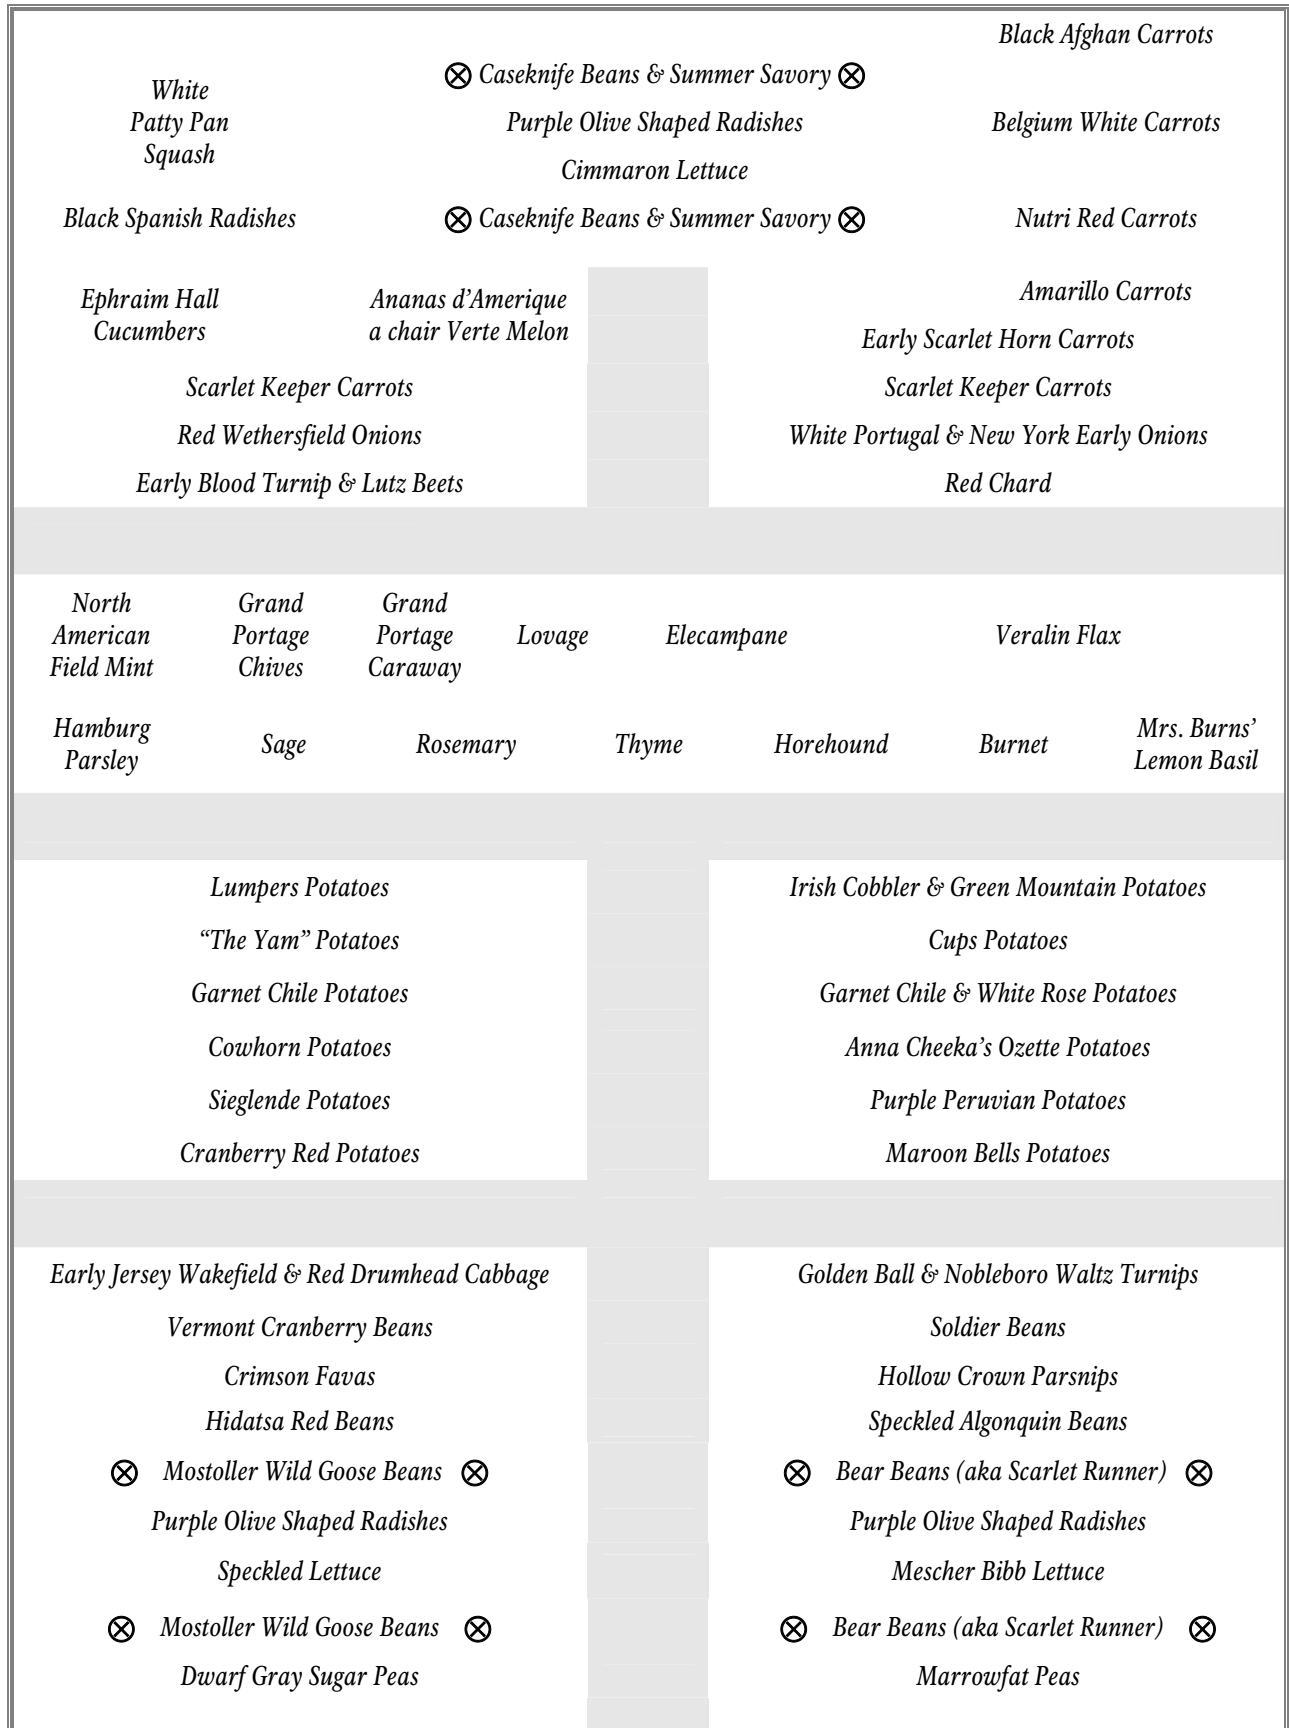 Black Afghan Carrots
⊗ Caseknife Beans & Summer Savory ⊗
White
Patty Pan
Squash
Purple Olive Shaped Radishes
Belgium White Carrots
Cimmaron Lettuce
Black Spanish Radishes
⊗ Caseknife Beans & Summer Savory ⊗
Nutri Red Carrots
Ephraim Hall
Cucumbers
Ananas d’Amerique
a chair Verte Melon
Amarillo Carrots
Early Scarlet Horn Carrots
Scarlet Keeper Carrots
Scarlet Keeper Carrots
Red Wethersfield Onions
White Portugal & New York Early Onions
Early Blood Turnip & Lutz Beets
Red Chard
North
American
Field Mint
Grand
Portage
Chives
Grand
Portage
Caraway
Lovage
Elecampane
Veralin Flax
Hamburg
Parsley
Sage
Rosemary
Thyme
Horehound
Burnet
Mrs. Burns’
Lemon Basil
Lumpers Potatoes
Irish Cobbler & Green Mountain Potatoes
“The Yam” Potatoes
Cups Potatoes
Garnet Chile Potatoes
Garnet Chile & White Rose Potatoes
Cowhorn Potatoes
Anna Cheeka’s Ozette Potatoes
Sieglende Potatoes
Purple Peruvian Potatoes
Cranberry Red Potatoes
Maroon Bells Potatoes
Early Jersey Wakefield & Red Drumhead Cabbage
Golden Ball & Nobleboro Waltz Turnips
Vermont Cranberry Beans
Soldier Beans
Crimson Favas
Hollow Crown Parsnips
Hidatsa Red Beans
Speckled Algonquin Beans
⊗ Mostoller Wild Goose Beans ⊗
⊗ Bear Beans (aka Scarlet Runner) ⊗
Purple Olive Shaped Radishes
Purple Olive Shaped Radishes
Speckled Lettuce
Mescher Bibb Lettuce
⊗ Mostoller Wild Goose Beans ⊗
⊗ Bear Beans (aka Scarlet Runner) ⊗
Dwarf Gray Sugar Peas
Marrowfat Peas